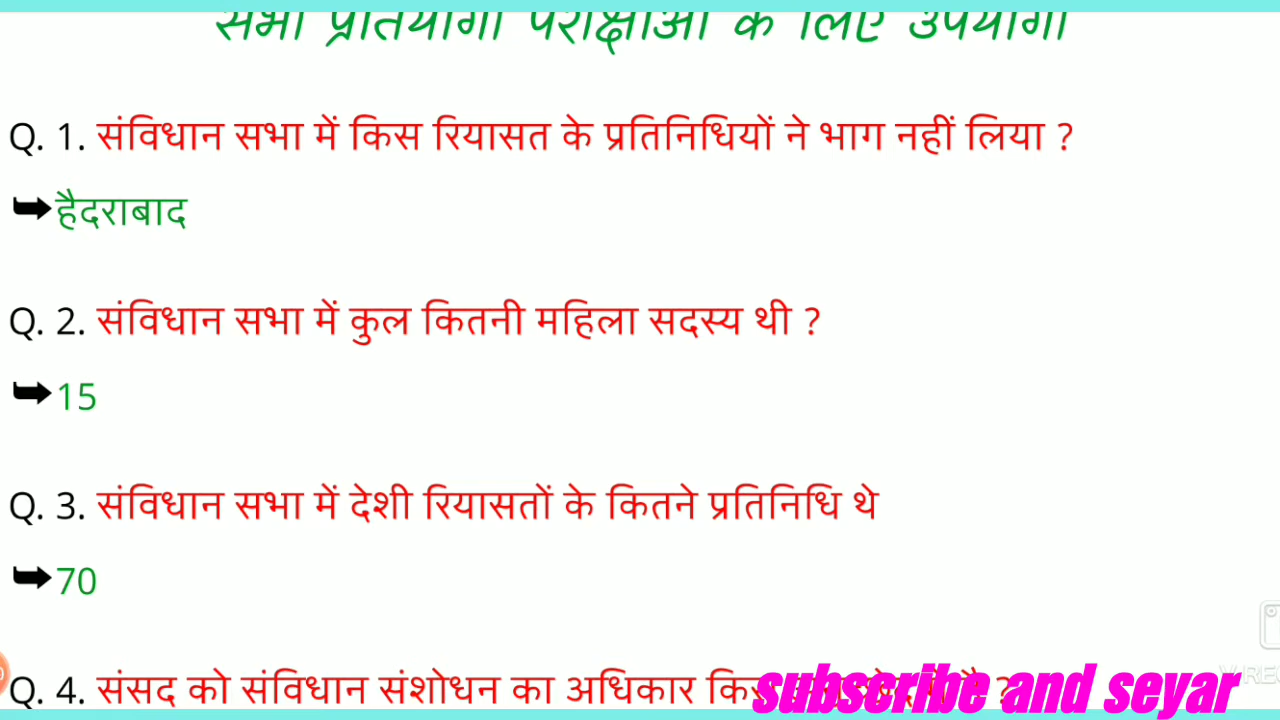 सभी प्रतियोगी परीक्षाओं के लिए उपयोगी
Q. 1. संविधान सभा में किस रियासत के प्रतिनिधियों ने भाग नहीं लिया ?
➥हैदराबाद
Q. 2. संविधान सभा में कुल कितनी महिला सदस्य थी ?
➥15
Q. 3. संविधान सभा में देशी रियासतों के कितने प्रतिनिधि थे
➥70
Q. 4. संसद को संविधान संशोधन का अधिकार किस ?
subscribe and seyar